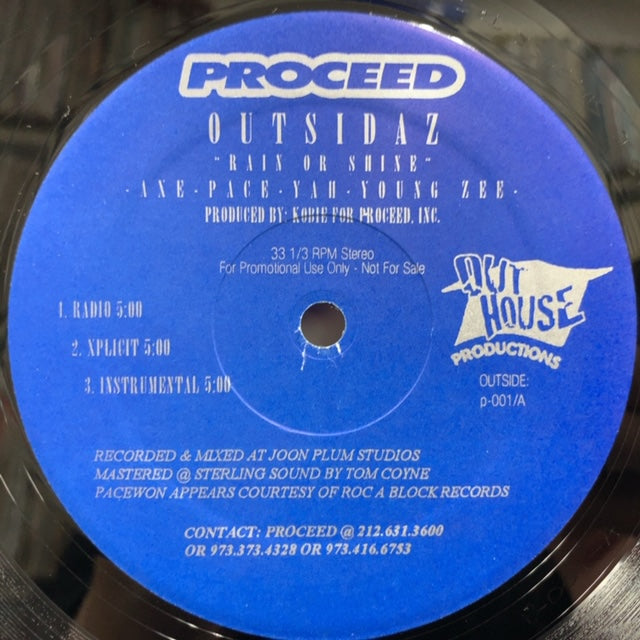 PROCEED
OUTSIDAZ
"RAIN OR SHINE"
-AXE-PACE-YAH-YOUNG ZEE-
PRODUCED BY: KOBIE FOR PROCEED, INC.
33 1/3 RPM Stereo
For Promotional Use Only - Not For Sale
OUT
HOUSE
PRODUCTIONS
OUTSIDE:
p-001/A
1. RADIO 5:00
2. XPLICIT 5:00
3. INSTRUMENTAL 5:00
RECORDED & MIXED AT JOON PLUM STUDIOS
MASTERED @ STERLING SOUND BY TOM COYNE
PACEWON APPEARS COURTESY OF ROC A BLOCK RECORDS
CONTACT: PROCEED @ 212.631.3600
OR 973.373.4328 OR 973.416.6753